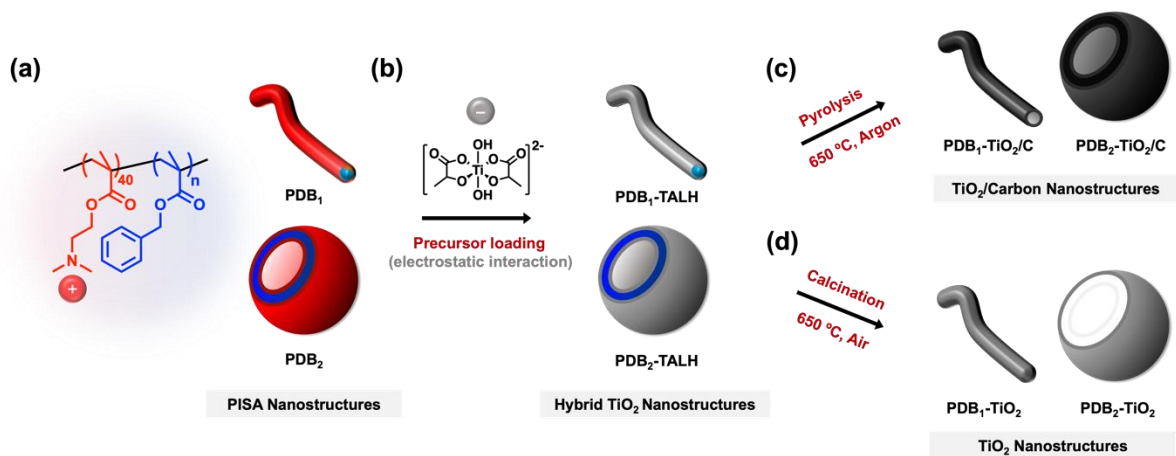 (a)
40
n
O
O
O
O
N
+
PDB₁
PDB₂
PISA Nanostructures
(b)
−
OH
O
O
O
O
Ti
O
O
OH
2-
Precursor loading
(electrostatic interaction)
PDB₁-TALH
PDB₂-TALH
Hybrid TiO₂ Nanostructures
(c)
Pyrolysis
650 ºC, Argon
PDB₁-TiO₂/C
PDB₂-TiO₂/C
TiO₂/Carbon Nanostructures
(d)
Calcination
650 ºC, Air
PDB₁-TiO₂
PDB₂-TiO₂
TiO₂ Nanostructures